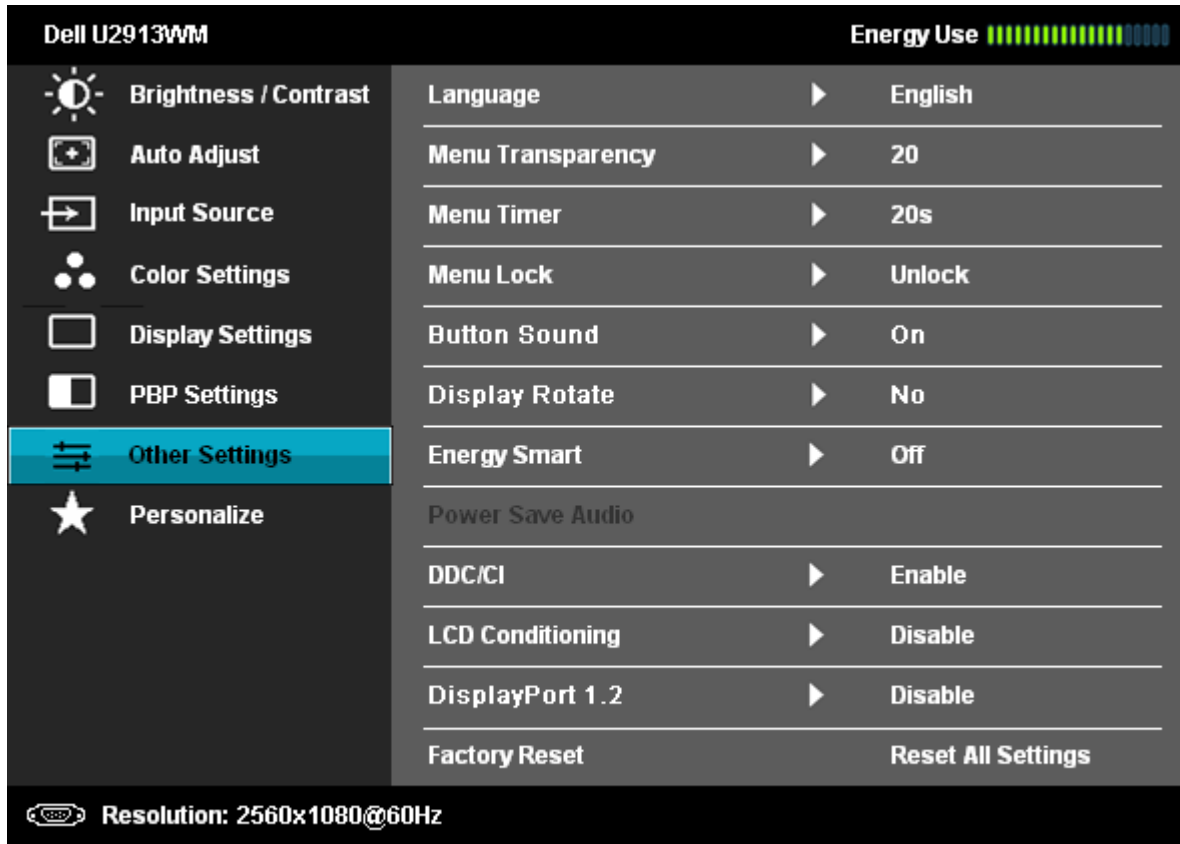 Dell U2913WM Energy Use
Brightness / Contrast Language English
Auto Adjust Menu Transparency 20
Input Source Menu Timer 20s
Color Settings Menu Lock Unlock
Display Settings Button Sound On
PBP Settings Display Rotate No
Other Settings Energy Smart Off
Personalize Power Save Audio
DDC/CI Enable
LCD Conditioning Disable
DisplayPort 1.2 Disable
Factory Reset Reset All Settings
Resolution: 2560x1080@60Hz